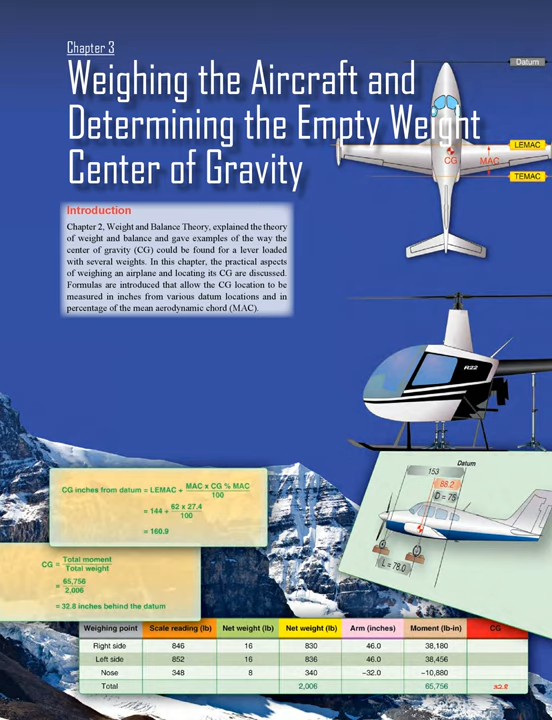 Chapter 3
Weighing the Aircraft and
Determining the Empty Weight
Center of Gravity
Introduction
Chapter 2, Weight and Balance Theory, explained the theory
of weight and balance and gave examples of the way the
center of gravity (CG) could be found for a lever loaded
with several weights. In this chapter, the practical aspects
of weighing an airplane and locating its CG are discussed.
Formulas are introduced that allow the CG location to be
measured in inches from various datum locations and in
percentage of the mean aerodynamic chord (MAC).
Datum
LEMAC
CG MAC
TEMAC
R22
Datum
153
88.2
D = 75
L = 78.0
CG inches from datum = LEMAC + MAC x CG % MAC
100
= 144 + 62 x 27.4
100
= 160.9
CG = Total moment
Total weight
= 65,756
2,006
= 32.8 inches behind the datum
Weighing point Scale reading (lb) Net weight (lb) Net weight (lb) Arm (inches) Moment (lb-in) CG
Right side 846 16 830 46.0 38,180
Left side 852 16 836 46.0 38,456
Nose 348 8 340 −32.0 −10,880
Total 2,006 65,756 32.8